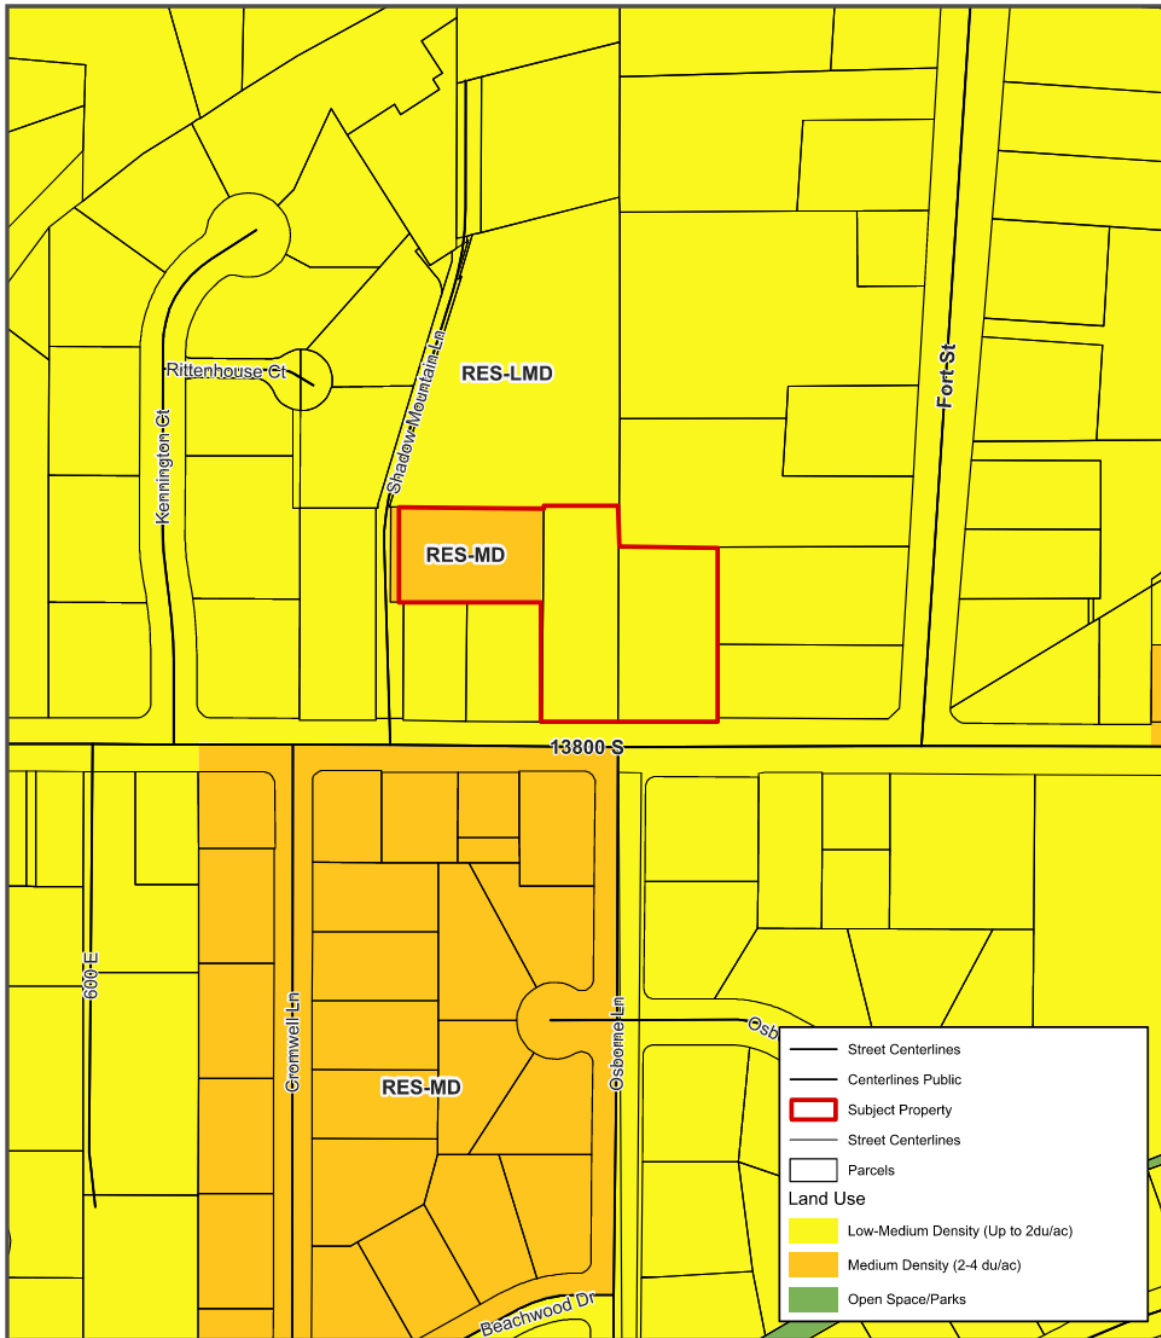 Rittenhouse Ct
Kennington Ct
Shadow Mountain Ln
RES-LMD
Fort St
RES-MD
13800 S
600 E
Cromwell Ln
Osborne Ln
RES-MD
Beachwood Dr
Street Centerlines
Centerlines Public
Subject Property
Street Centerlines
Parcels
Land Use
Low-Medium Density (Up to 2du/ac)
Medium Density (2-4 du/ac)
Open Space/Parks